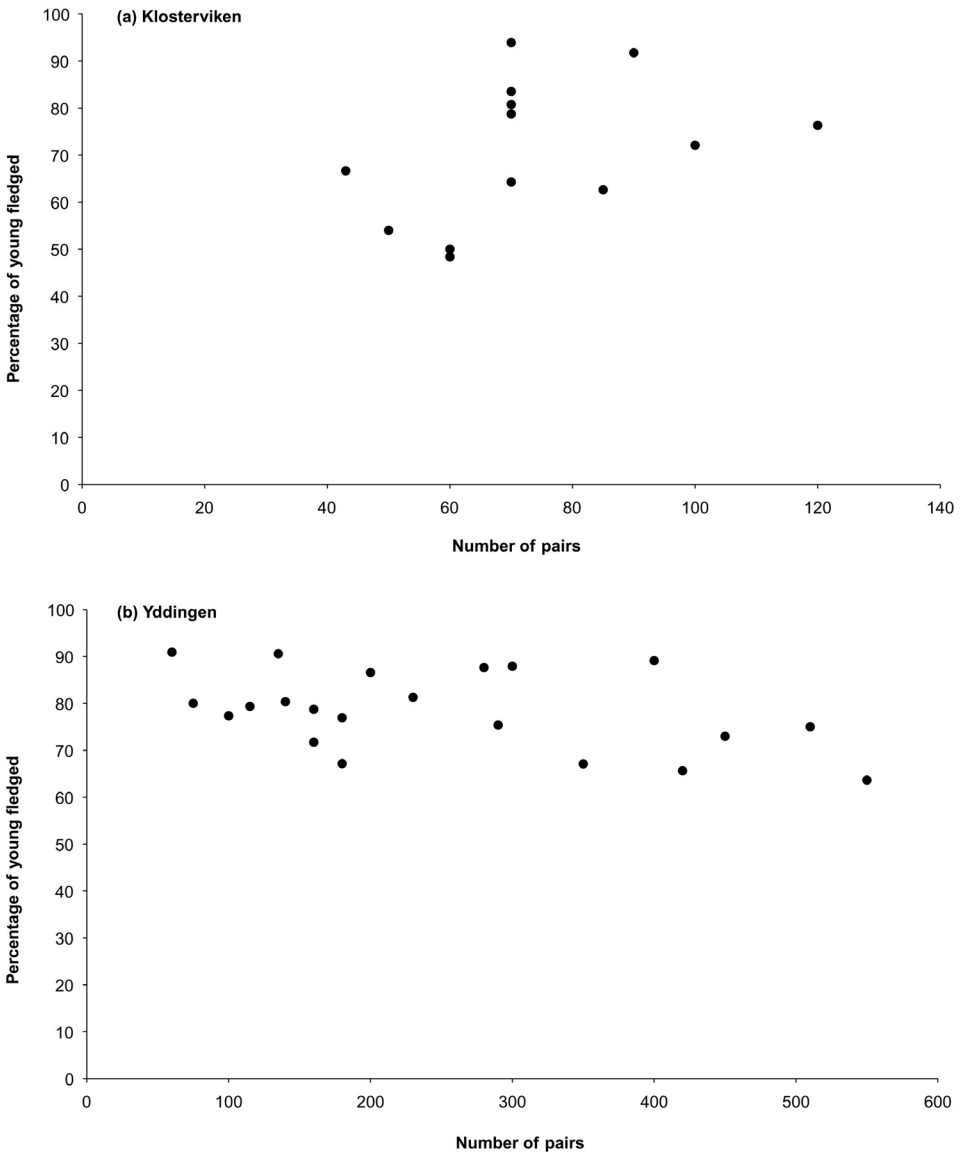 (a) Klosterviken
Percentage of young fledged
100
90
80
70
60
50
40
30
20
10
0
0 20 40 60 80 100 120 140
Number of pairs
(b) Yddingen
Percentage of young fledged
100
90
80
70
60
50
40
30
20
10
0
0 100 200 300 400 500 600
Number of pairs